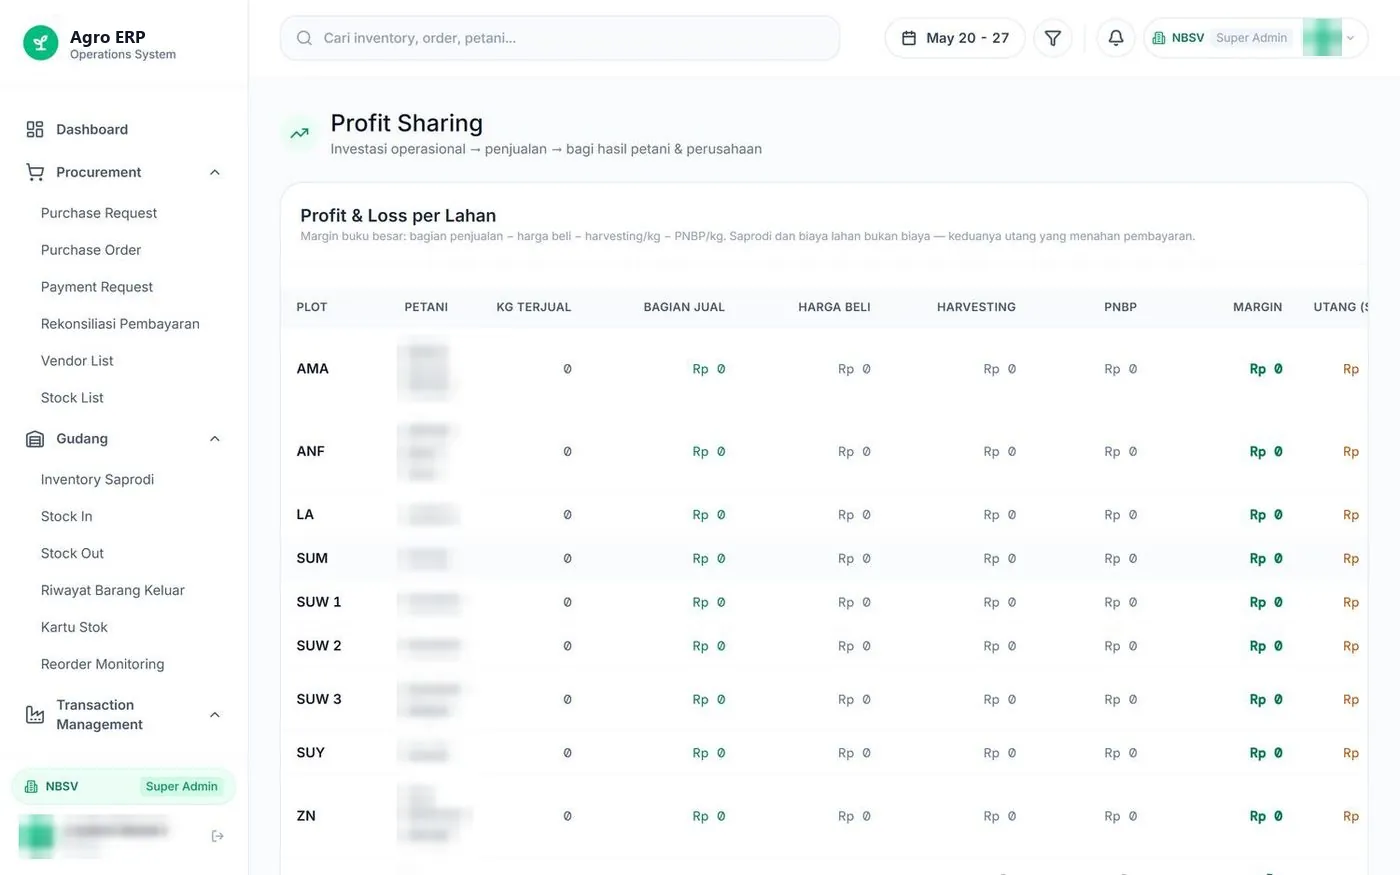 Agro ERP
Operations System
Cari inventory, order, petani...
May 20 - 27
NBSV Super Admin
Dashboard
Procurement
Purchase Request
Purchase Order
Payment Request
Rekonsiliasi Pembayaran
Vendor List
Stock List
Gudang
Inventory Saprodi
Stock In
Stock Out
Riwayat Barang Keluar
Kartu Stok
Reorder Monitoring
Transaction
Management
NBSV Super Admin
Profit Sharing
Investasi operasional → penjualan → bagi hasil petani & perusahaan
Profit & Loss per Lahan
Margin buku besar: bagian penjualan − harga beli − harvesting/kg − PNBP/kg. Saprodi dan biaya lahan bukan biaya — keduanya utang yang menahan pembayaran.
PLOT PETANI KG TERJUAL BAGIAN JUAL HARGA BELI HARVESTING PNBP MARGIN UTANG (S
AMA 0 Rp 0 Rp 0 Rp 0 Rp 0 Rp 0 Rp
ANF 0 Rp 0 Rp 0 Rp 0 Rp 0 Rp 0 Rp
LA 0 Rp 0 Rp 0 Rp 0 Rp 0 Rp 0 Rp
SUM 0 Rp 0 Rp 0 Rp 0 Rp 0 Rp 0 Rp
SUW 1 0 Rp 0 Rp 0 Rp 0 Rp 0 Rp 0 Rp
SUW 2 0 Rp 0 Rp 0 Rp 0 Rp 0 Rp 0 Rp
SUW 3 0 Rp 0 Rp 0 Rp 0 Rp 0 Rp 0 Rp
SUY 0 Rp 0 Rp 0 Rp 0 Rp 0 Rp 0 Rp
ZN 0 Rp 0 Rp 0 Rp 0 Rp 0 Rp 0 Rp